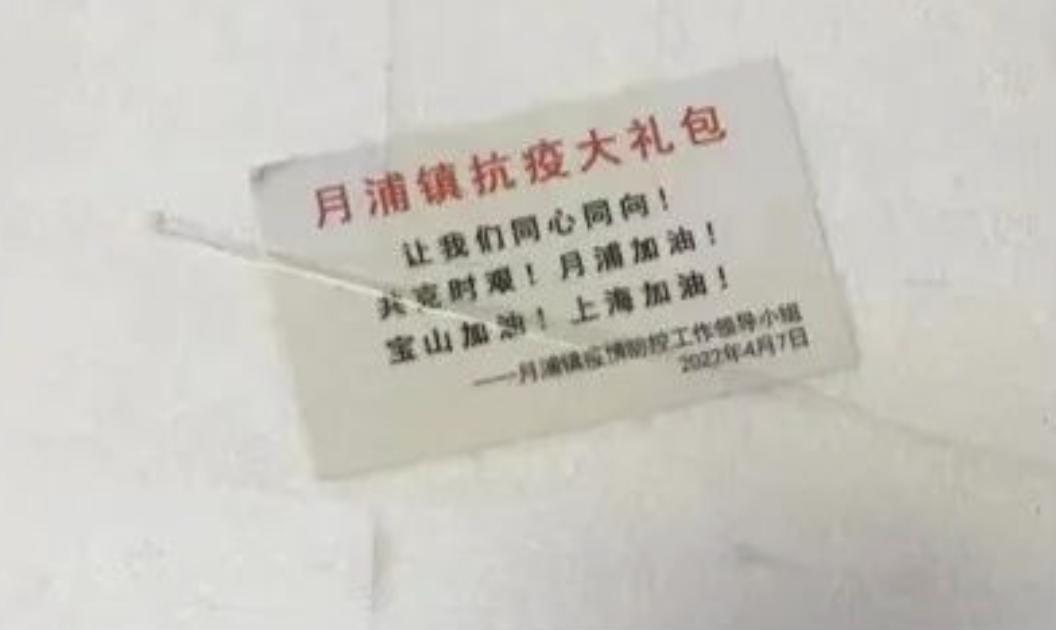 月浦镇抗疫大礼包
让我们同心同向！
共克时艰！月浦加油！
宝山加油！上海加油！
——月浦镇疫情防控工作领导小组
2022年4月7日